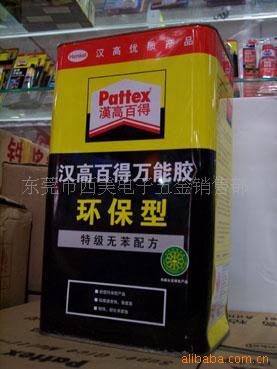 Henkel 汉高优质产品
Pattex
漢高百得
汉高百得万能胶
东莞市西美电子五金销售部
环保型
特级无苯配方
Pattex
alibaba.com.cn